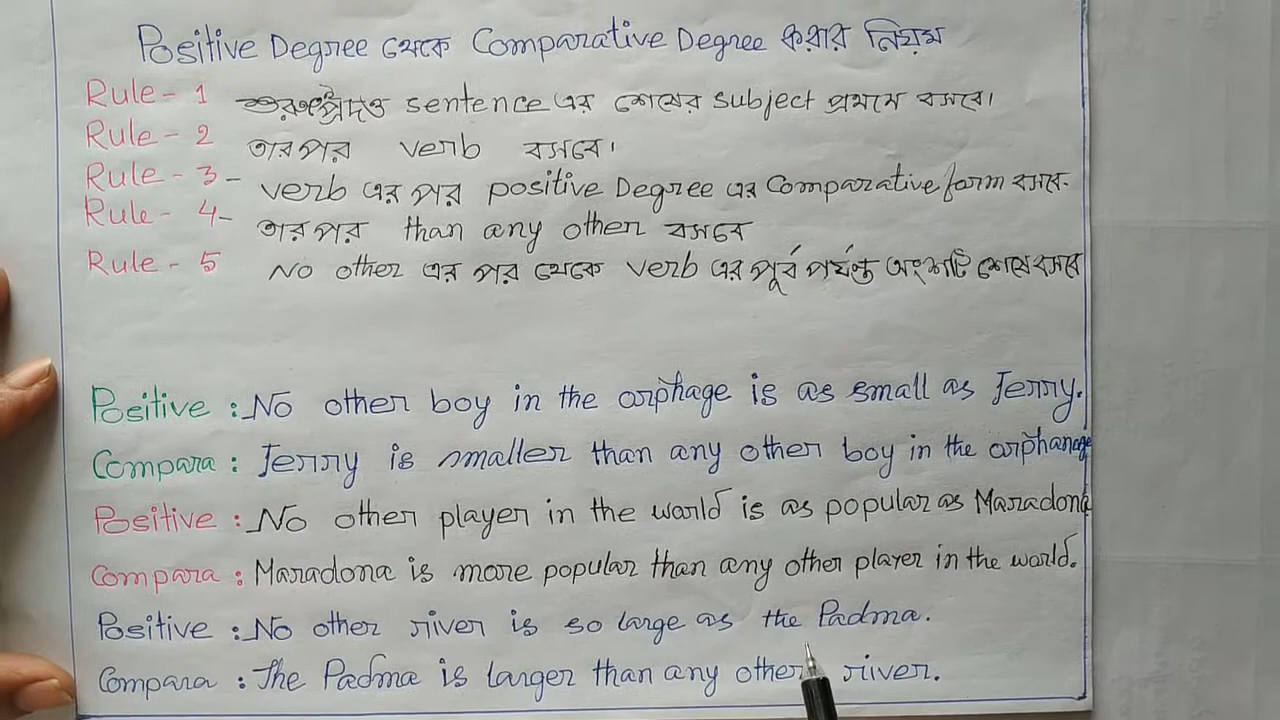 Positive Degree থেকে Comparative Degree করার নিয়ম
Rule - 1 sentence এর শেষের subject প্রথমে বসবে।
Rule - 2 তারপর verb বসবে।
Rule - 3 - verb এর পর positive Degree এর Comparative form বসবে.
Rule - 4 - তারপর than any other বসবে
Rule - 5 No other এর পর থেকে verb এর পূর্ব পর্যন্ত অংশটি শেষে বসবে
Positive : No other boy in the orphage is as small as Jerry.
Compara : Jerry is smaller than any other boy in the orphanage
Positive : No other player in the world is as popular as Maradona
Compara : Maradona is more popular than any other player in the world.
Positive : No other river is so large as the Padma.
Compara : The Padma is larger than any other river.